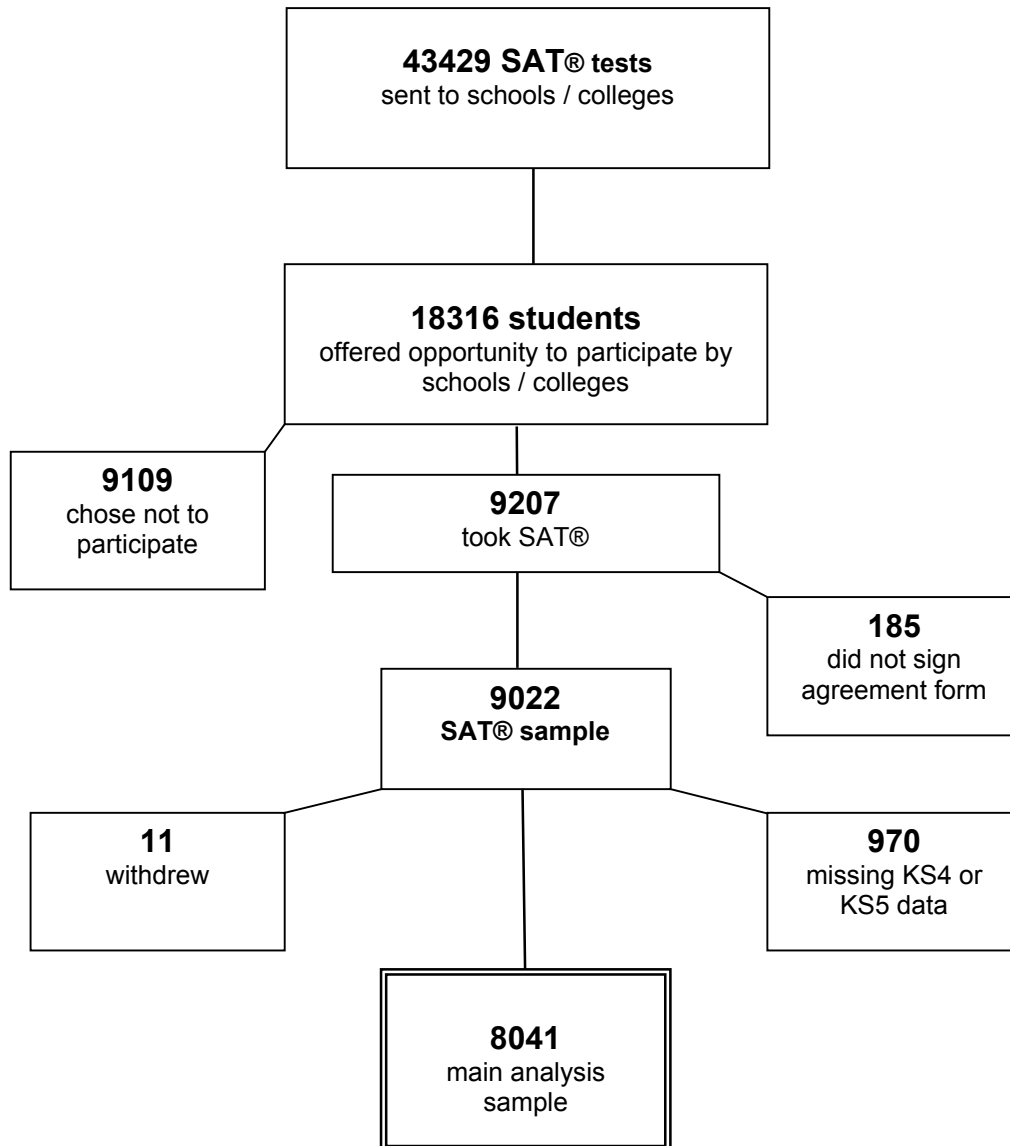 43429 SAT® tests
sent to schools / colleges
18316 students
offered opportunity to participate by
schools / colleges
9109
chose not to
participate
9207
took SAT®
185
did not sign
agreement form
9022
SAT® sample
11
withdrew
970
missing KS4 or
KS5 data
8041
main analysis
sample